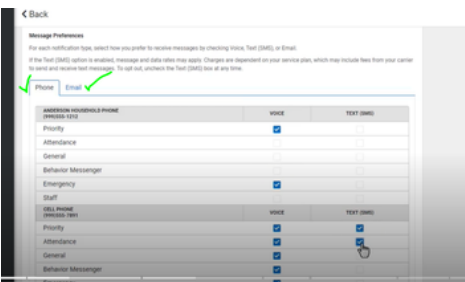 Back
Message Preferences
For each notification type, select how you prefer to receive messages by checking Voice, Text (SMS), or Email.
If the Text (SMS) option is enabled, message and data rates may apply. Charges are dependent on your service plan, which may include fees from your carrier
to send and receive text messages. To opt out, uncheck the Text (SMS) box at any time.
Phone Email
ANDERSON HOUSEHOLD PHONE VOICE TEXT (SMS)
(999)555-1212
Priority
Attendance
General
Behavior Messenger
Emergency
Staff
CELL PHONE VOICE TEXT (SMS)
(999)555-7891
Priority
Attendance
General
Behavior Messenger